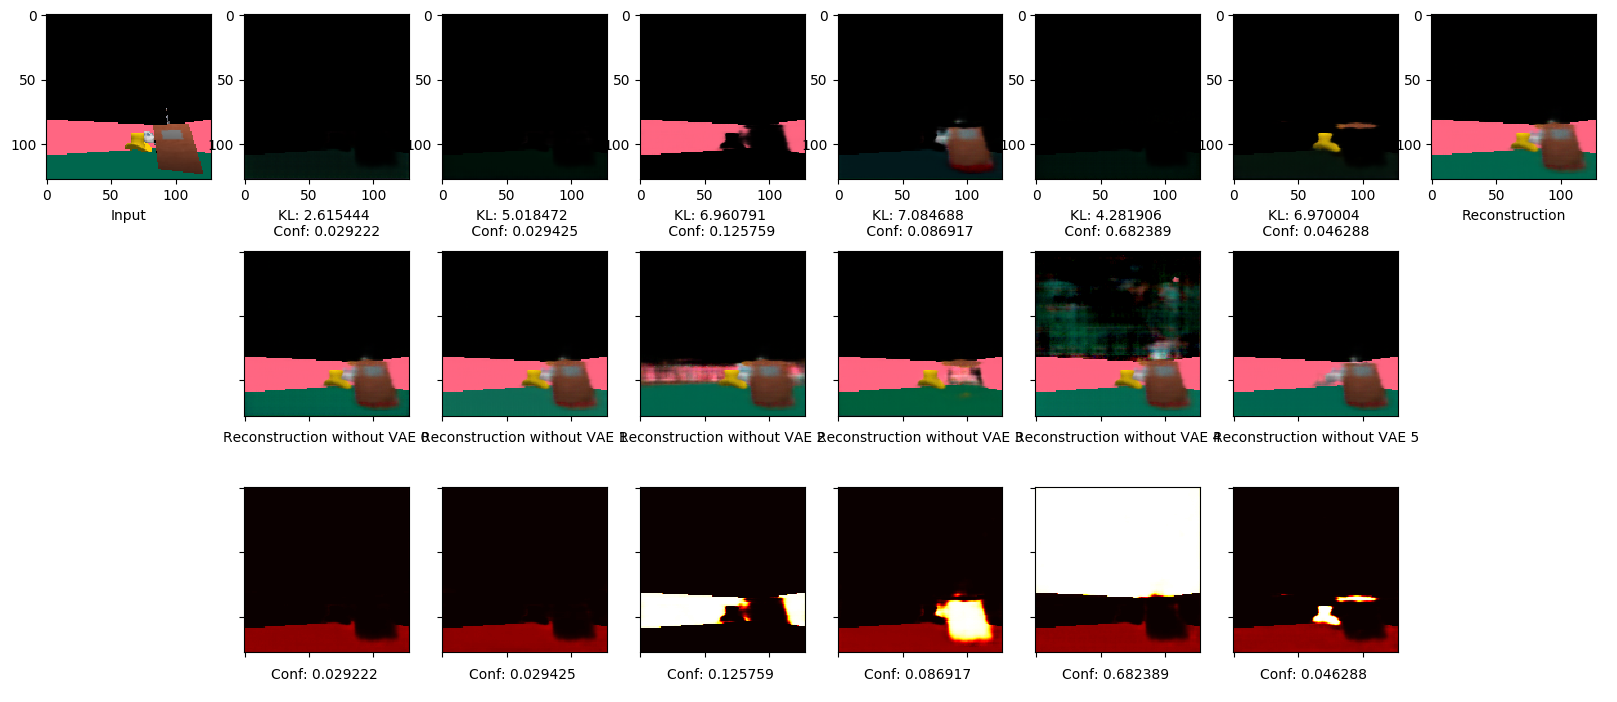 0 0 0 0 0 0 0 0
50 50 50 50 50 50 50 50
100 100 100 100 100 100 100 100
0 50 100 0 50 100 0 50 100 0 50 100 0 50 100 0 50 100 0 50 100 0 50 100
Input KL: 2.615444 KL: 5.018472 KL: 6.960791 KL: 7.084688 KL: 4.281906 KL: 6.970004 Reconstruction
Conf: 0.029222 Conf: 0.029425 Conf: 0.125759 Conf: 0.086917 Conf: 0.682389 Conf: 0.046288
Reconstruction without VAE 0 Reconstruction without VAE 1 Reconstruction without VAE 2 Reconstruction without VAE 3 Reconstruction without VAE 4 Reconstruction without VAE 5
Conf: 0.029222 Conf: 0.029425 Conf: 0.125759 Conf: 0.086917 Conf: 0.682389 Conf: 0.046288